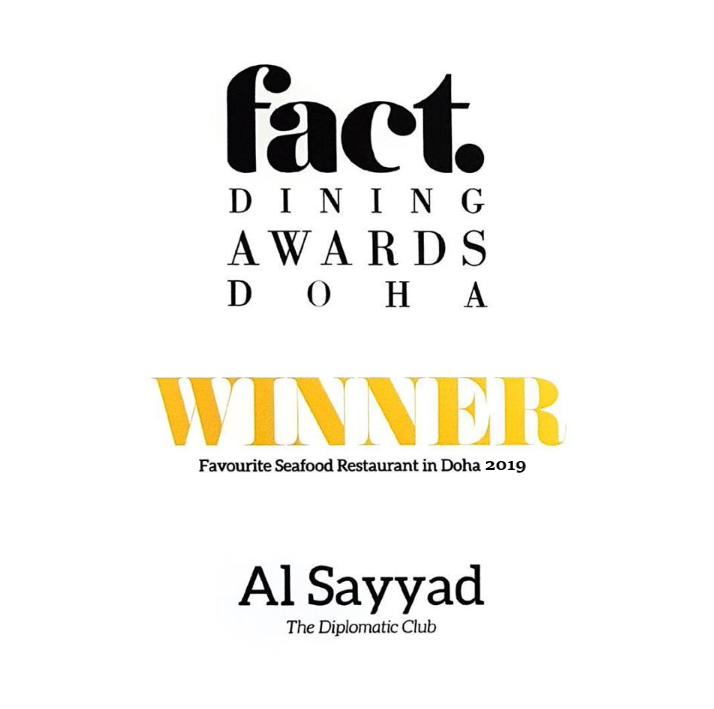 fact.
DINING
AWARDS
DOHA
WINNER
Favourite Seafood Restaurant in Doha 2019
Al Sayyad
The Diplomatic Club